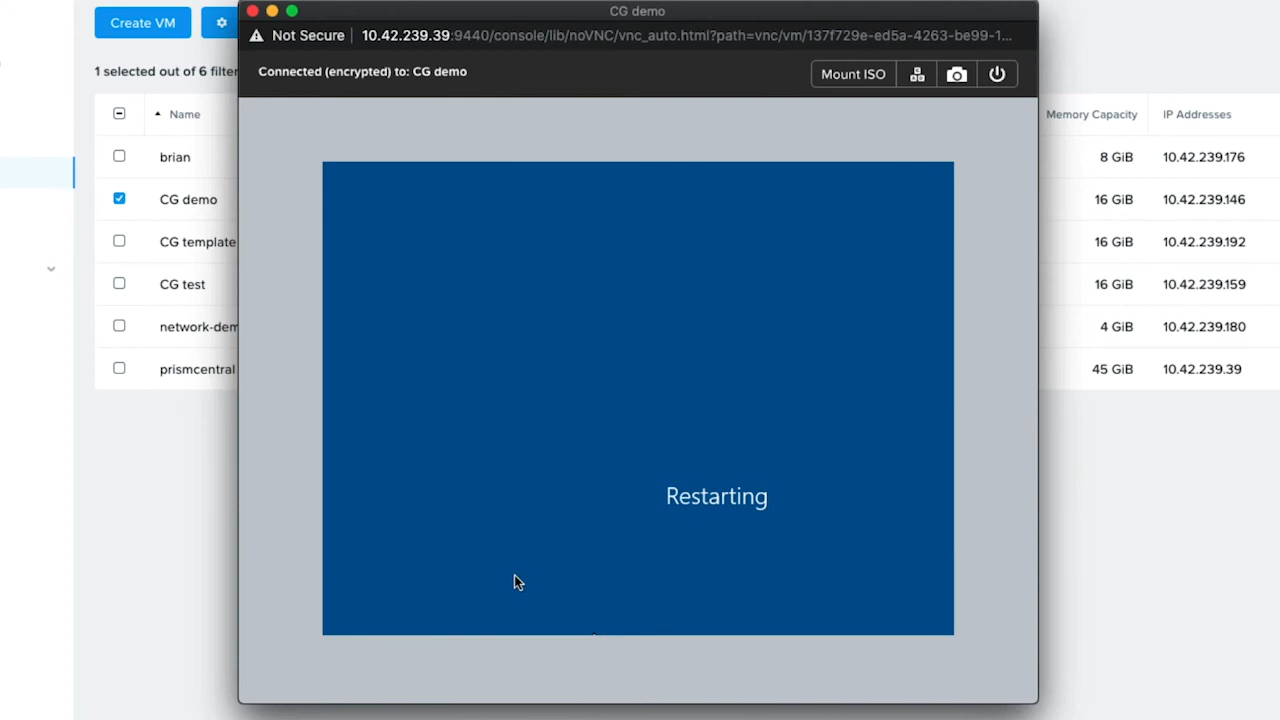 CG demo
Not Secure
10.42.239.39:9440/console/lib/noVNC/vnc_auto.html?path=vnc/vm/137f729e-ed5a-4263-be99-1...
Create VM
1 selected out of 6 filter
Connected (encrypted) to: CG demo
Mount ISO
Name
Memory Capacity
IP Addresses
brian
8 GiB
10.42.239.176
CG demo
16 GiB
10.42.239.146
CG template
16 GiB
10.42.239.192
CG test
16 GiB
10.42.239.159
network-dem
4 GiB
10.42.239.180
prismcentral
45 GiB
10.42.239.39
Restarting